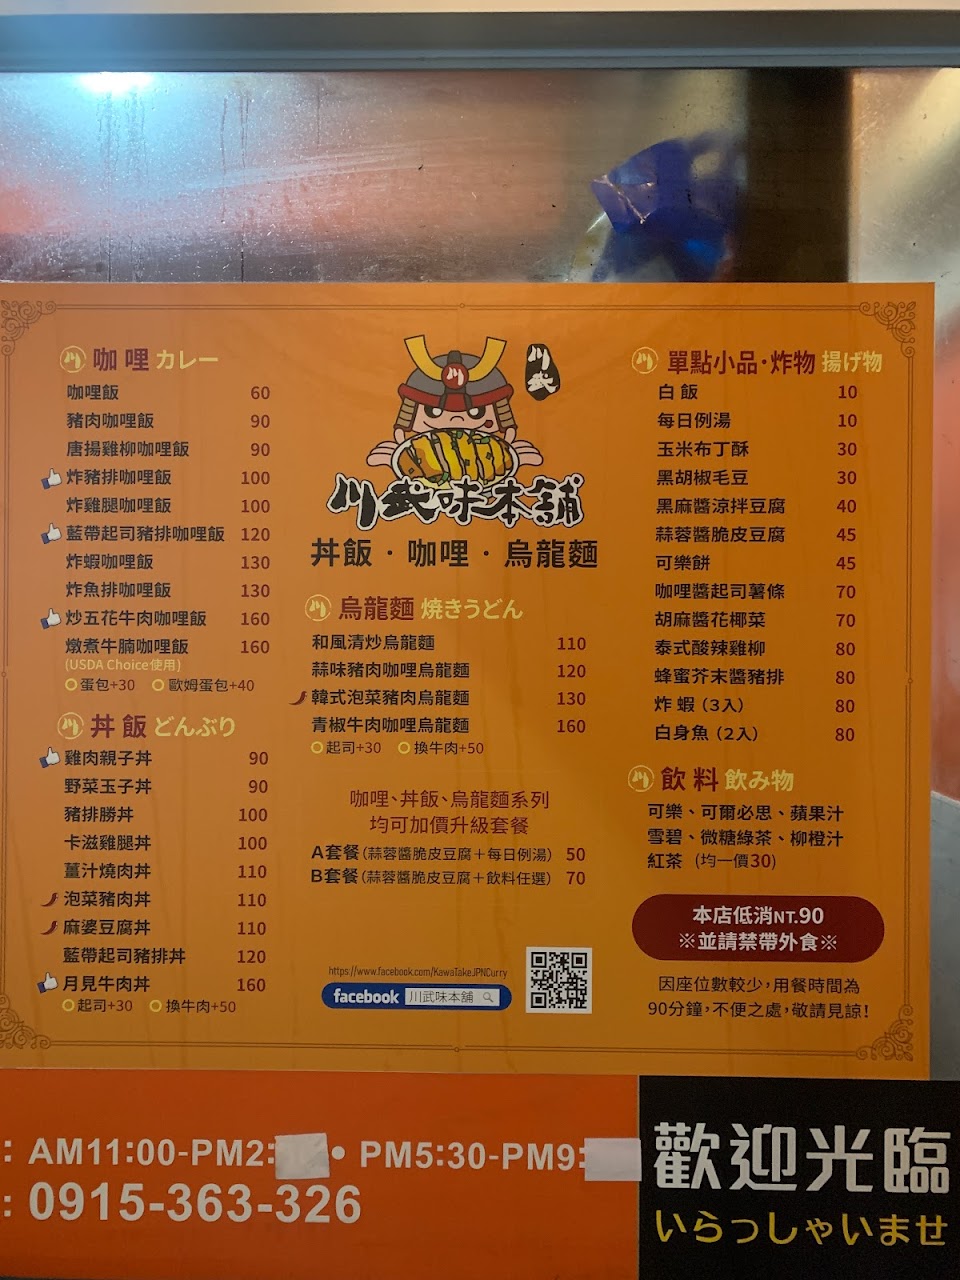 川 咖哩 カレー
咖哩飯 60
豬肉咖哩飯 90
唐揚雞柳咖哩飯 90
炸豬排咖哩飯 100
炸雞腿咖哩飯 100
藍帶起司豬排咖哩飯 120
炸蝦咖哩飯 130
炸魚排咖哩飯 130
炒五花牛肉咖哩飯 160
燉煮牛腩咖哩飯 160
(USDA Choice使用)
蛋包+30 歐姆蛋包+40
川 丼飯 どんぶり
雞肉親子丼 90
野菜玉子丼 90
豬排勝丼 100
卡滋雞腿丼 100
薑汁燒肉丼 110
泡菜豬肉丼 110
麻婆豆腐丼 110
藍帶起司豬排丼 120
月見牛肉丼 160
起司+30 換牛肉+50
川
川武
川武味本舖
丼飯·咖哩·烏龍麵
川 烏龍麵 焼きうどん
和風清炒烏龍麵 110
蒜味豬肉咖哩烏龍麵 120
韓式泡菜豬肉烏龍麵 130
青椒牛肉咖哩烏龍麵 160
起司+30 換牛肉+50
咖哩、丼飯、烏龍麵系列
均可加價升級套餐
A套餐(蒜蓉醬脆皮豆腐+每日例湯) 50
B套餐(蒜蓉醬脆皮豆腐+飲料任選) 70
https://www.facebook.com/KawaTakeJPNCurry
facebook 川武味本舖
川 單點小品·炸物 揚げ物
白飯 10
每日例湯 10
玉米布丁酥 30
黑胡椒毛豆 30
黑麻醬涼拌豆腐 40
蒜蓉醬脆皮豆腐 45
可樂餅 45
咖哩醬起司薯條 70
胡麻醬花椰菜 70
泰式酸辣雞柳 80
蜂蜜芥末醬豬排 80
炸蝦(3入) 80
白身魚(2入) 80
川 飲料 飲み物
可樂、可爾必思、蘋果汁
雪碧、微糖綠茶、柳橙汁
紅茶 (均一價30)
本店低消NT.90
※並請禁帶外食※
因座位數較少,用餐時間為
90分鐘,不便之處,敬請見諒!
: AM11:00-PM2: • PM5:30-PM9:
: 0915-363-326
歡迎光臨
いらっしゃいませ